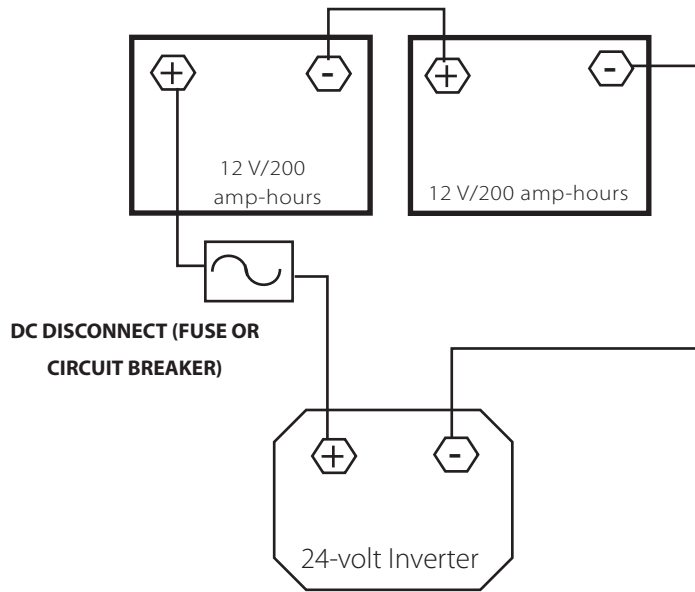 +
-
+
-
12 V/200
amp-hours
12 V/200 amp-hours
DC DISCONNECT (FUSE OR
CIRCUIT BREAKER)
+
-
24-volt Inverter